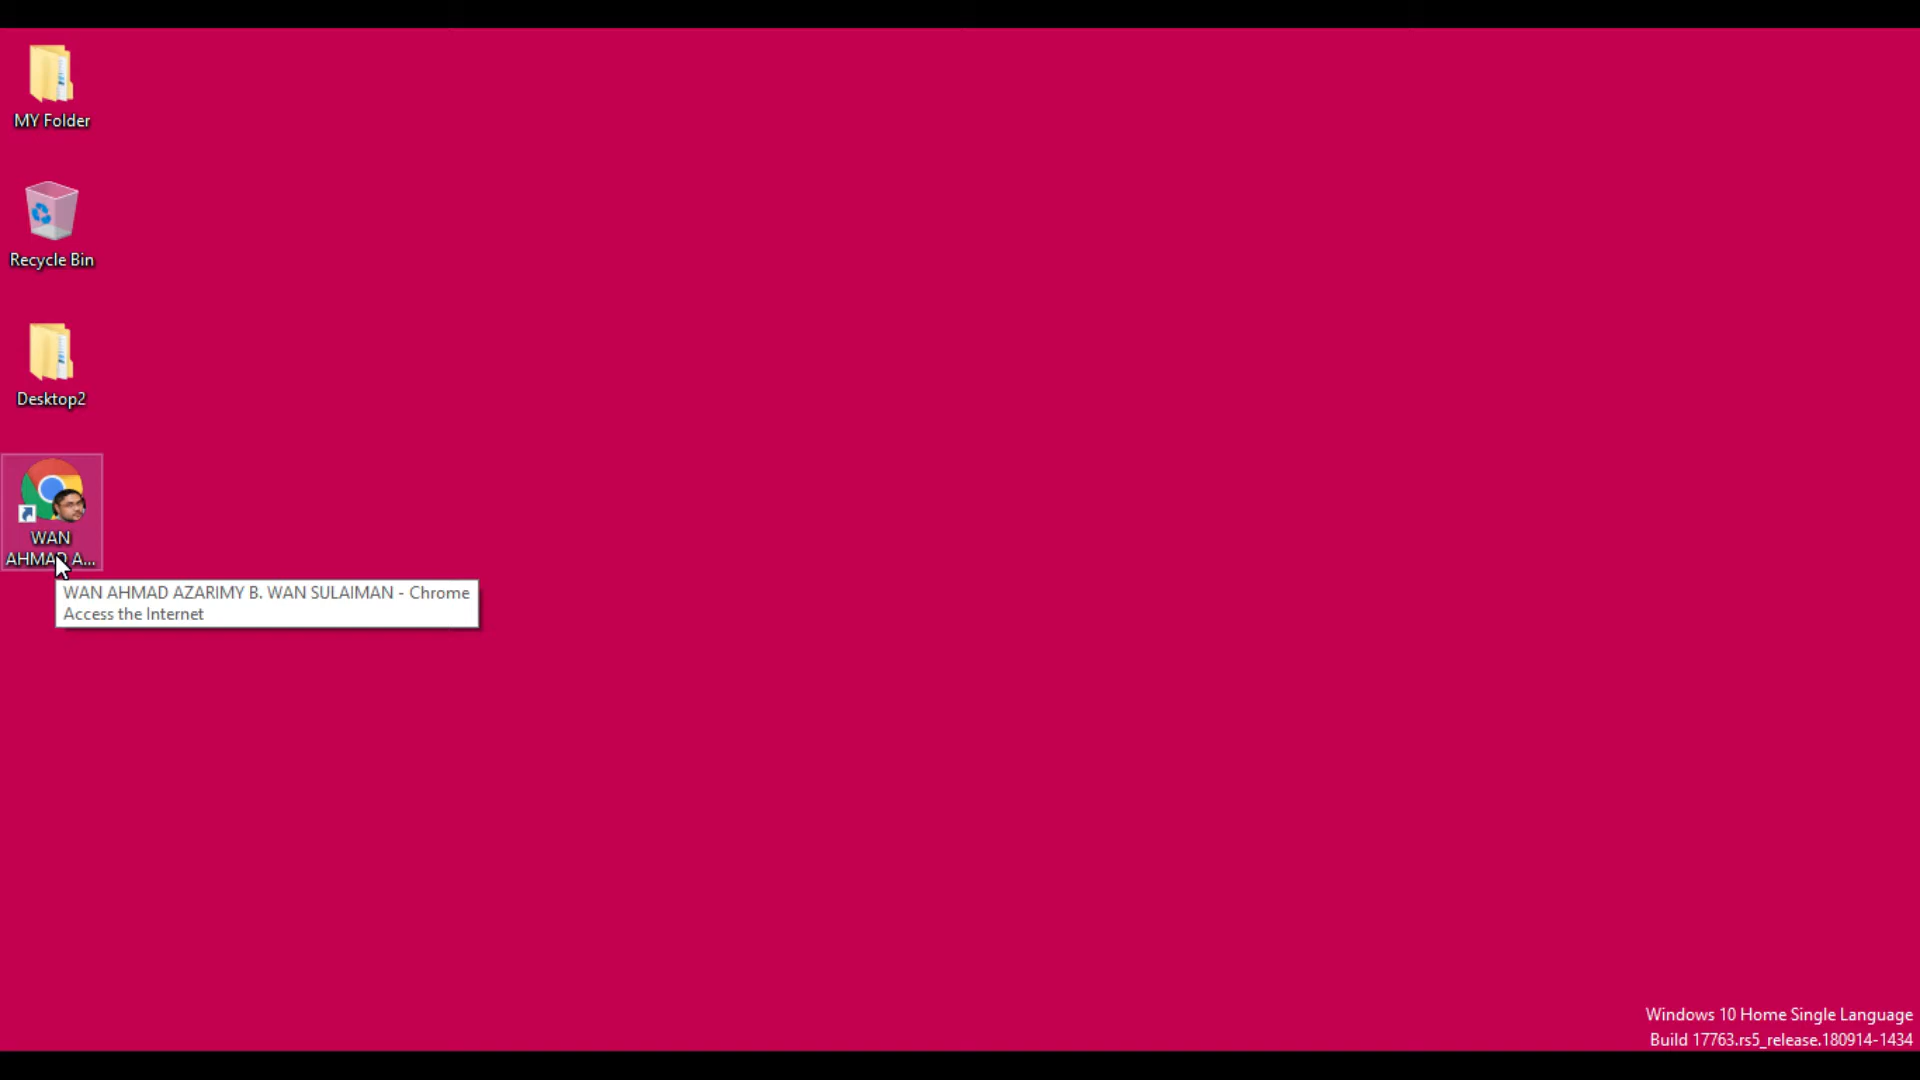 MY Folder
Recycle Bin
Desktop2
WAN
AHMAD A...
WAN AHMAD AZARIMY B. WAN SULAIMAN - Chrome
Access the Internet
Windows 10 Home Single Language
Build 17763.rs5_release.180914-1434